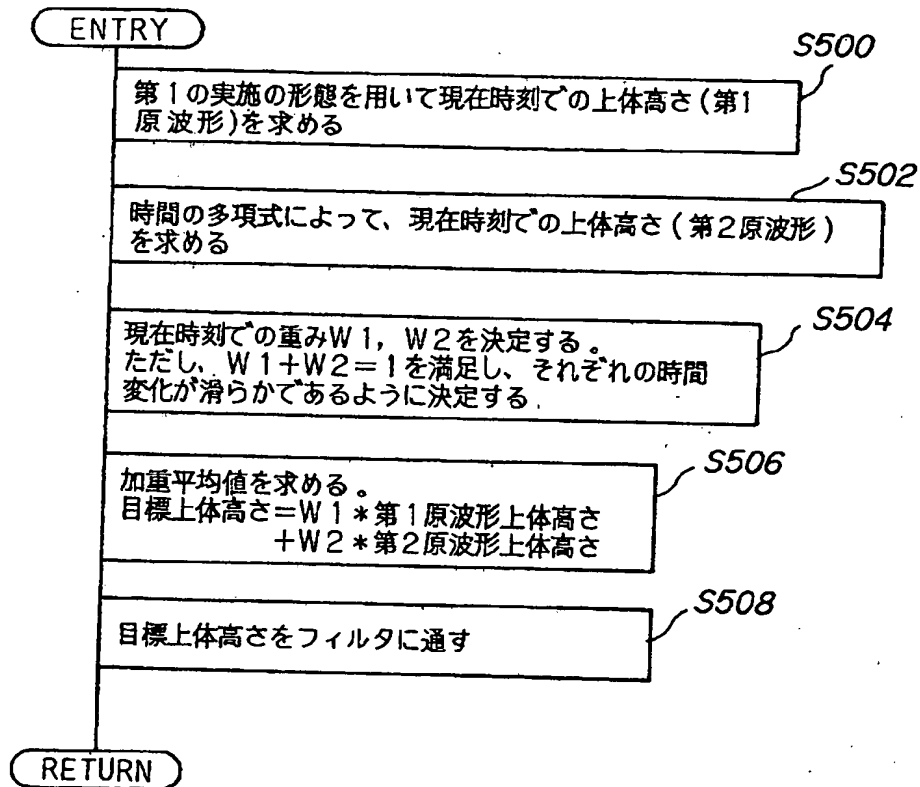 ENTRY
S500
第1の実施の形態を用いて現在時刻での上体高さ(第1
原波形)を求める
S502
時間の多項式によって、現在時刻での上体高さ(第2原波形)
を求める
S504
現在時刻での重みW1，W2を決定する。
ただし、W1+W2=1を満足し、それぞれの時間
変化が滑らかであるように決定する.
S506
加重平均値を求める。
目標上体高さ=W1*第1原波形上体高さ
+W2*第2原波形上体高さ
S508
目標上体高さをフィルタに通す
RETURN